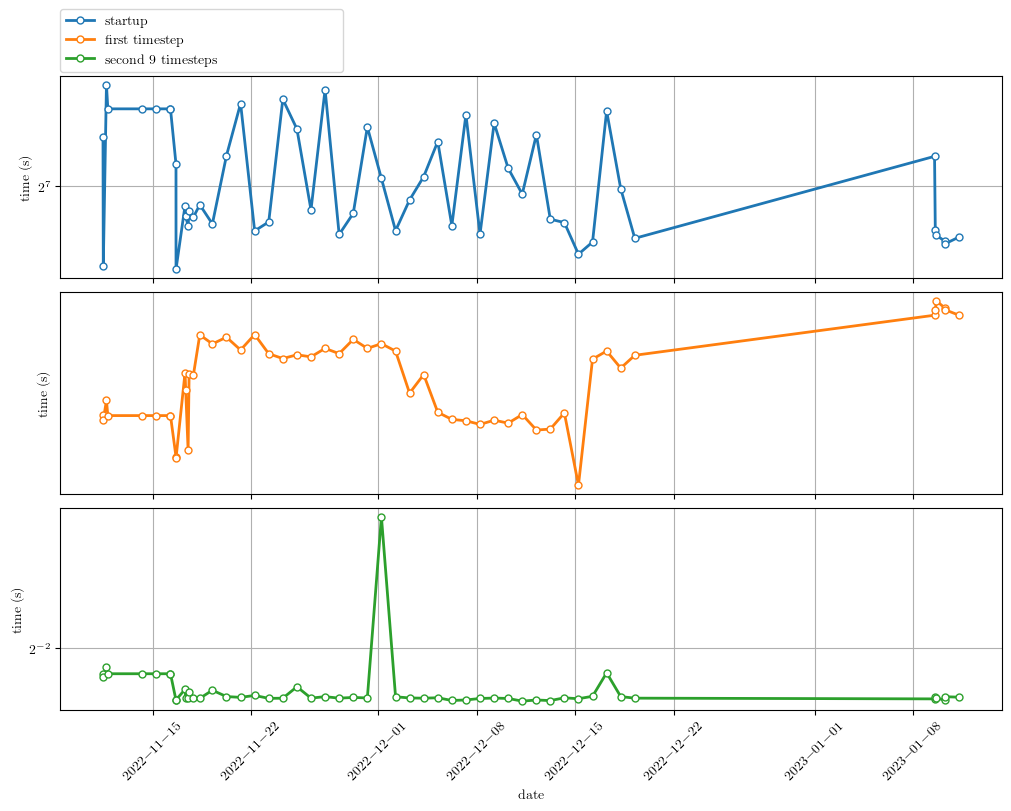 startup
first timestep
second 9 timesteps
time (s)
2^7
time (s)
time (s)
2^−2
2022−11−15
2022−11−22
2022−12−01
2022−12−08
2022−12−15
2022−12−22
2023−01−01
2023−01−08
date